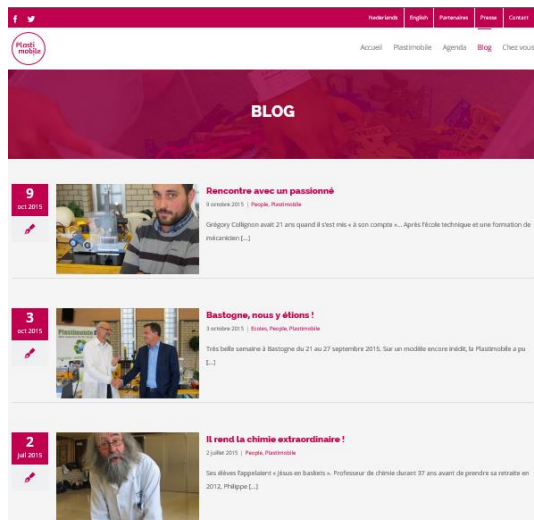 Nederlands English Partenaires Presse Contact
Plasti
mobile
Accueil Plastimobile Agenda Blog Chez vous
BLOG
9
oct 2015
Rencontre avec un passionné
9 octobre 2015 | People, Plastimobile
Grégory Collignon avait 21 ans quand il s'est mis « à son compte »... Après l'école technique et une formation de
mécanicien [...]
3
oct 2015
Plastimobile
Bastogne, nous y étions !
3 octobre 2015 | Ecoles, People, Plastimobile
Très belle semaine à Bastogne du 21 au 27 septembre 2015. Sur un modèle encore inédit, la Plastimobile a pu
[...]
2
juil 2015
Il rend la chimie extraordinaire !
2 juillet 2015 | People, Plastimobile
Ses élèves l'appelaient « Jésus en baskets ». Professeur de chimie durant 37 ans avant de prendre sa retraite en
2012, Philippe [...]